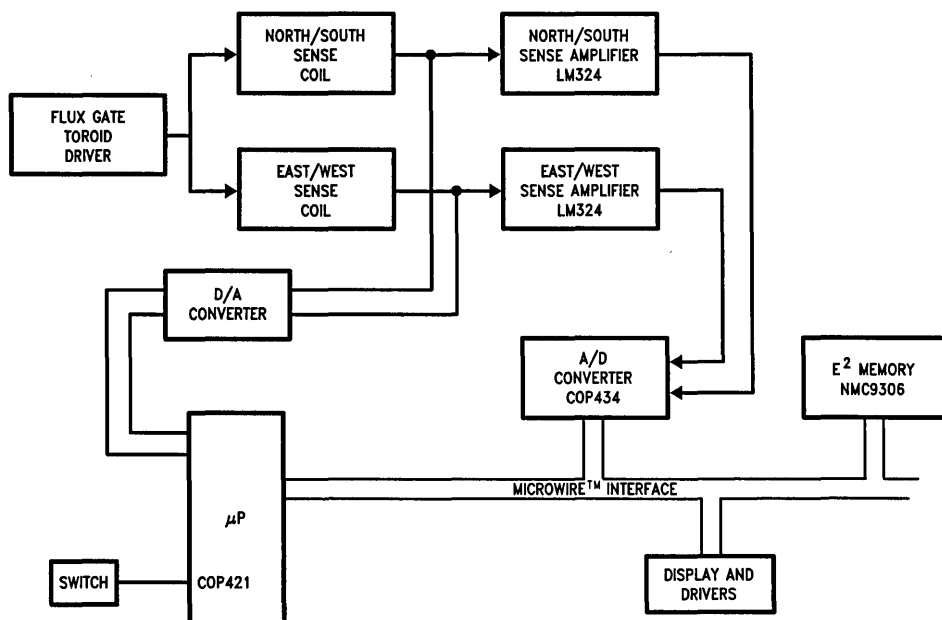 NORTH/SOUTH
SENSE
COIL
NORTH/SOUTH
SENSE AMPLIFIER
LM324
FLUX GATE
TOROID
DRIVER
EAST/WEST
SENSE
COIL
EAST/WEST
SENSE AMPLIFIER
LM324
D/A
CONVERTER
A/D
CONVERTER
COP434
E² MEMORY
NMC9306
MICROWIRE™ INTERFACE
μP
SWITCH
COP421
DISPLAY AND
DRIVERS